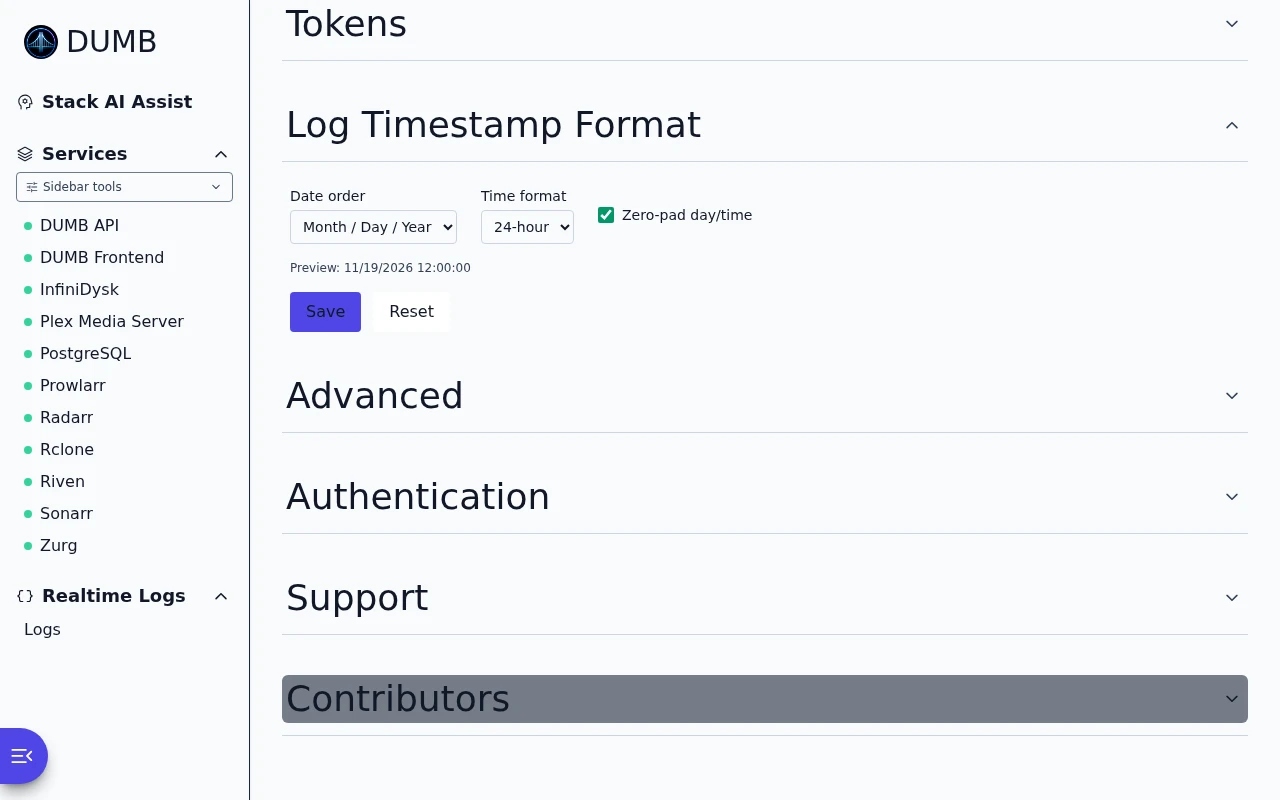 DUMB
Stack AI Assist
Services
Sidebar tools
DUMB API
DUMB Frontend
InfiniDysk
Plex Media Server
PostgreSQL
Prowlarr
Radarr
Rclone
Riven
Sonarr
Zurg
Realtime Logs
Logs
Tokens
Log Timestamp Format
Date order
Time format
Month / Day / Year
24-hour
Zero-pad day/time
Preview: 11/19/2026 12:00:00
Save
Reset
Advanced
Authentication
Support
Contributors